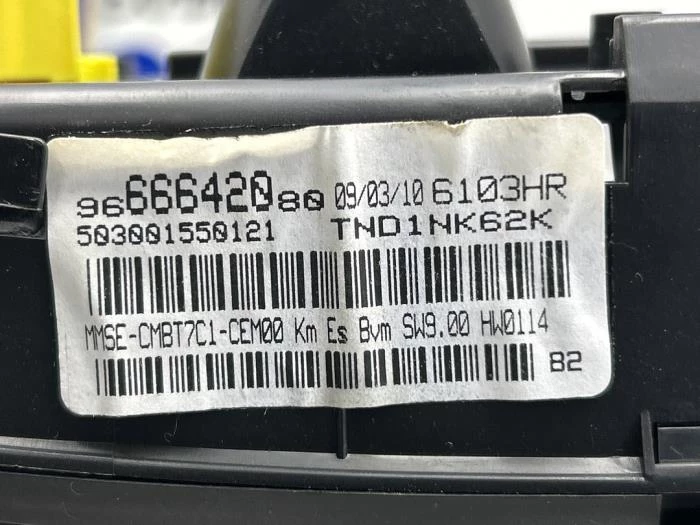 9666642080 09/03/10 6103HR
503001550121 TND1NK62K
MMSE-CMBT7C1-CEM00 Km Es Bvm SW9.00 HW0114
B2